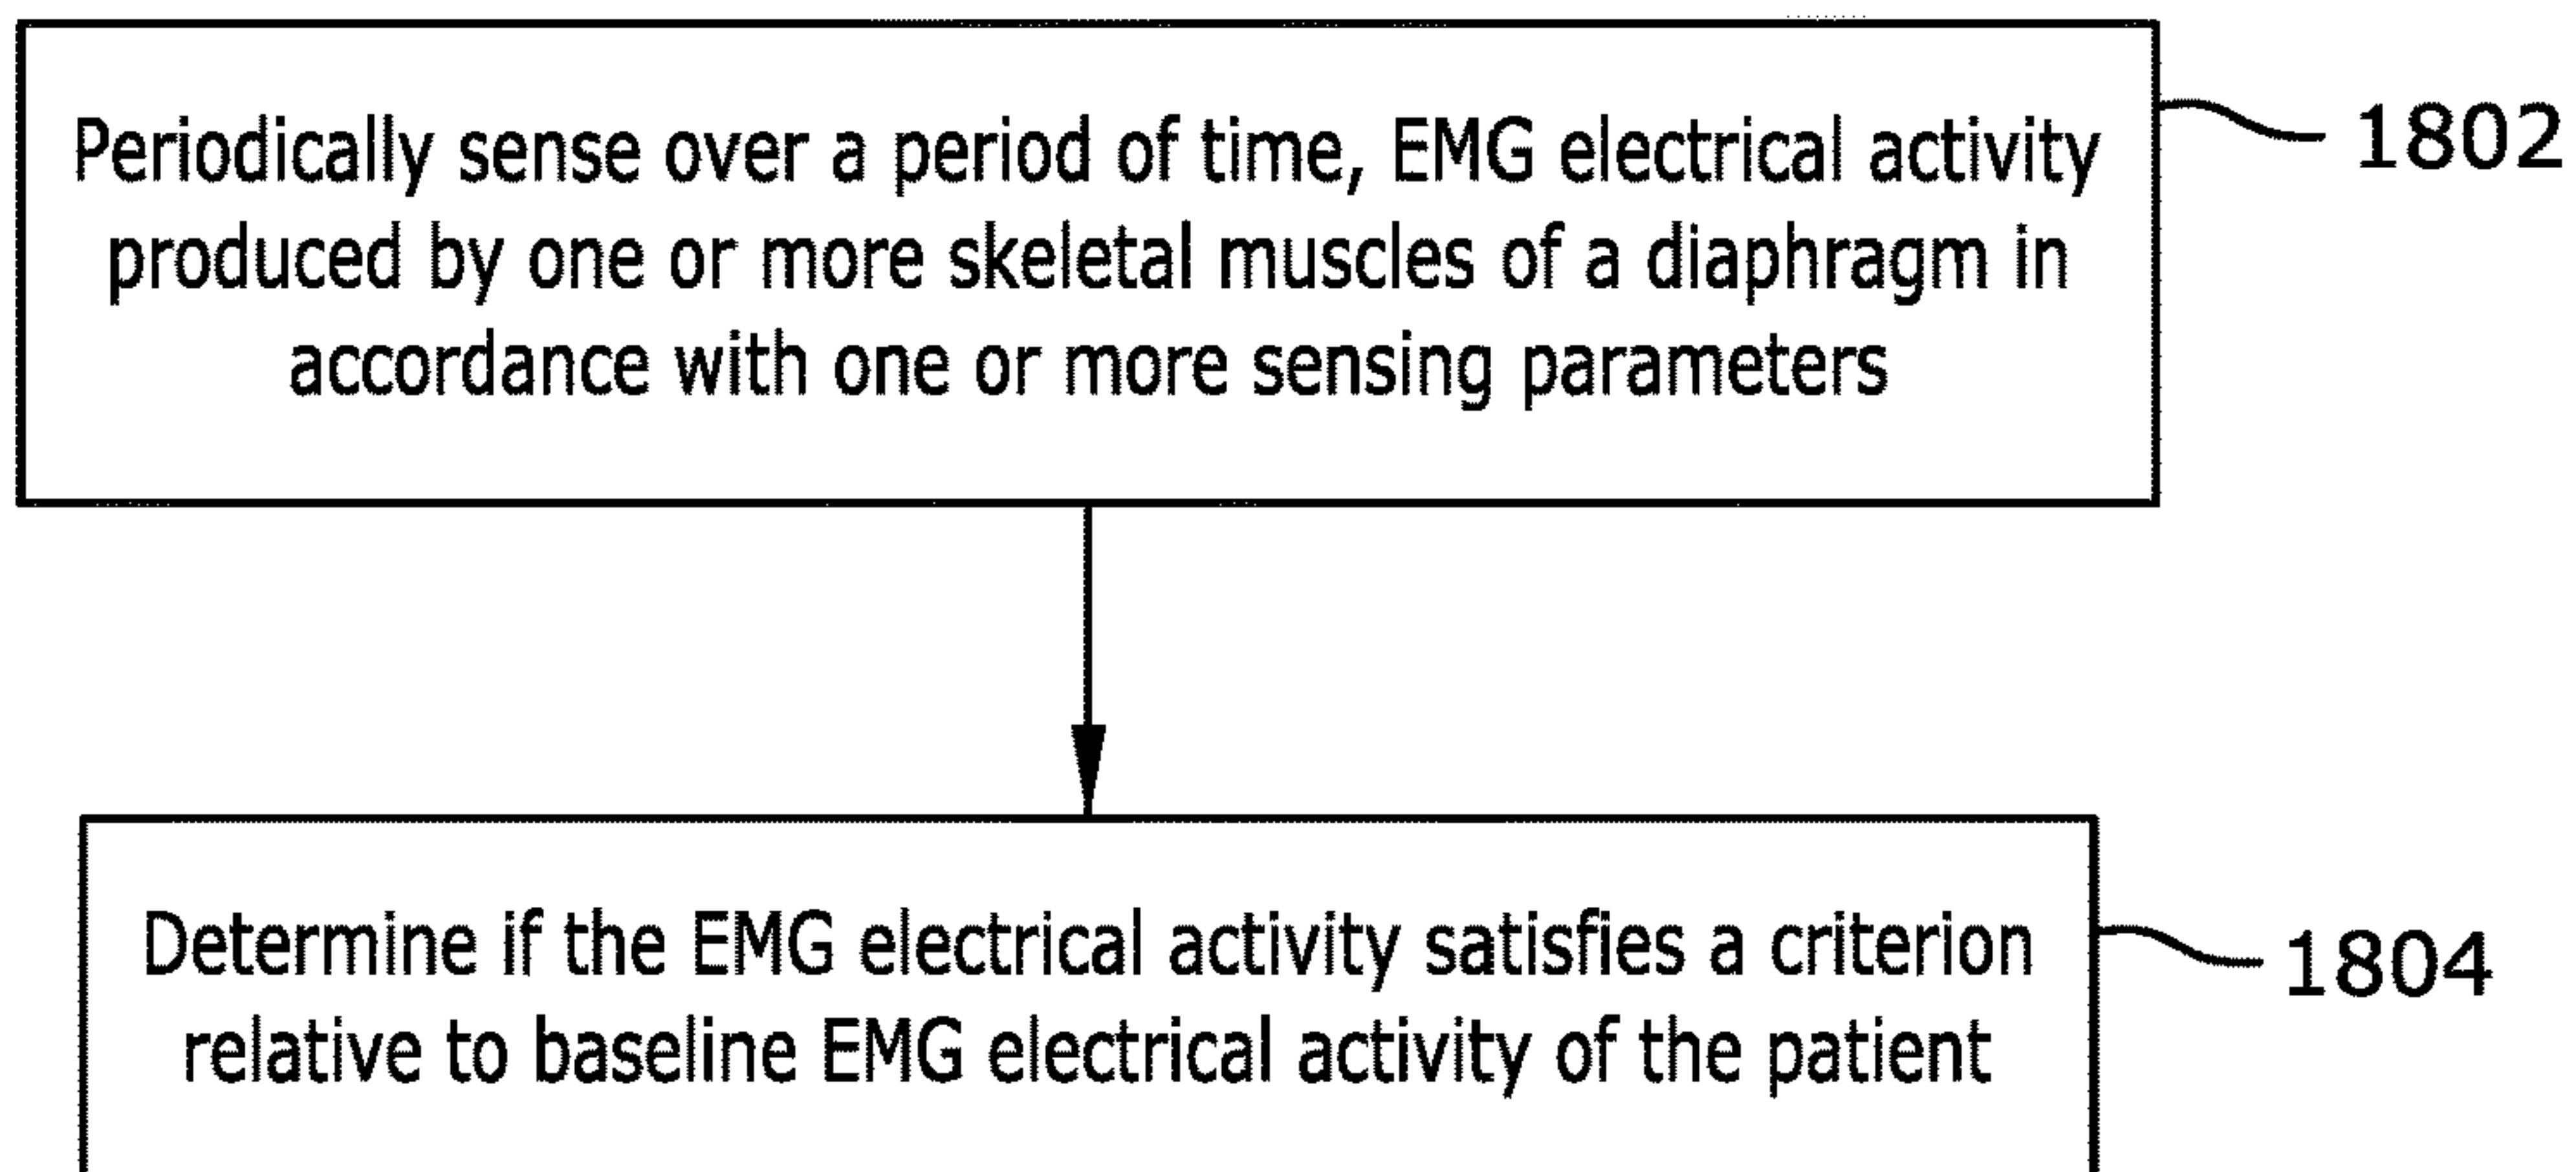 Periodically sense over a period of time, EMG electrical activity
produced by one or more skeletal muscles of a diaphragm in
accordance with one or more sensing parameters
1802
Determine if the EMG electrical activity satisfies a criterion
relative to baseline EMG electrical activity of the patient
1804